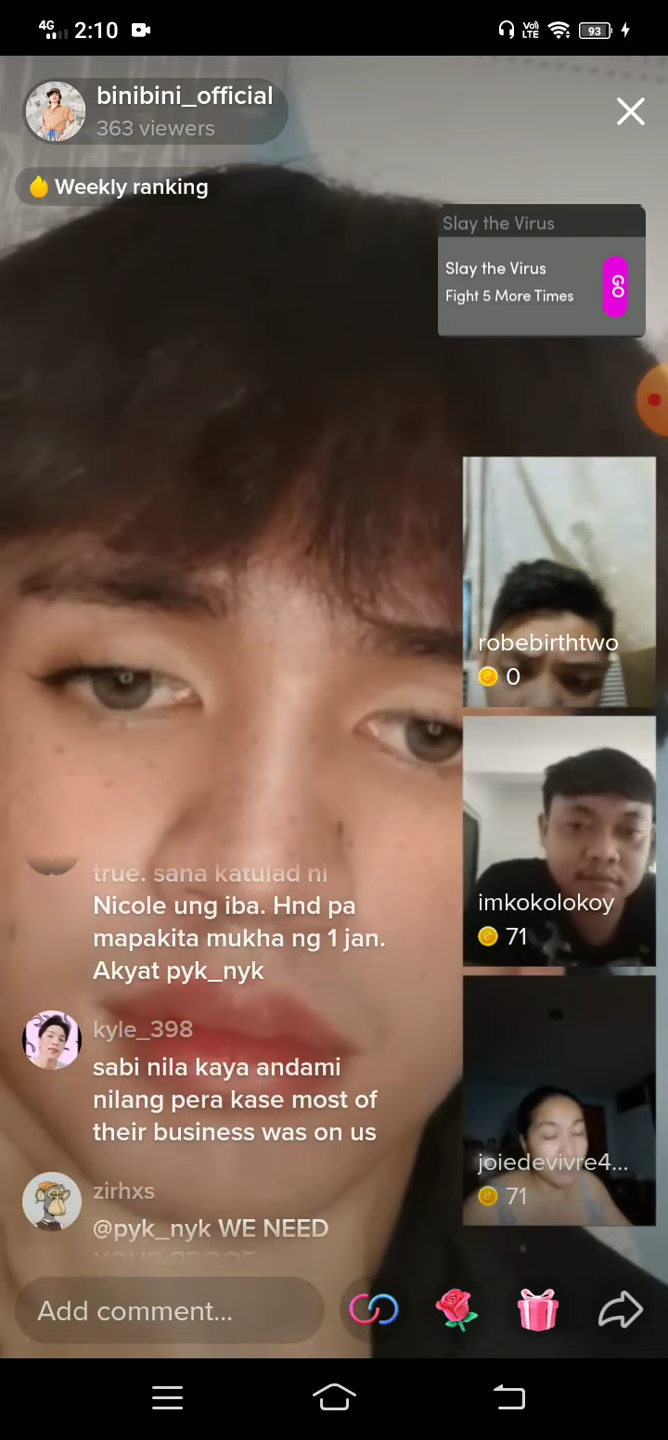 4G 2:10 Vo) LTE 93
binibini_official
363 viewers
Weekly ranking
Slay the Virus
Slay the Virus
Fight 5 More Times
GO
robebirthtwo
0
imkokolokoy
71
joiedevivre4...
71
true. sana katulad ni
Nicole ung iba. Hnd pa
mapakita mukha ng 1 jan.
Akyat pyk_nyk
kyle_398
sabi nila kaya andami
nilang pera kase most of
their business was on us
zirhxs
@pyk_nyk WE NEED
YOUR PROOF
Add comment...